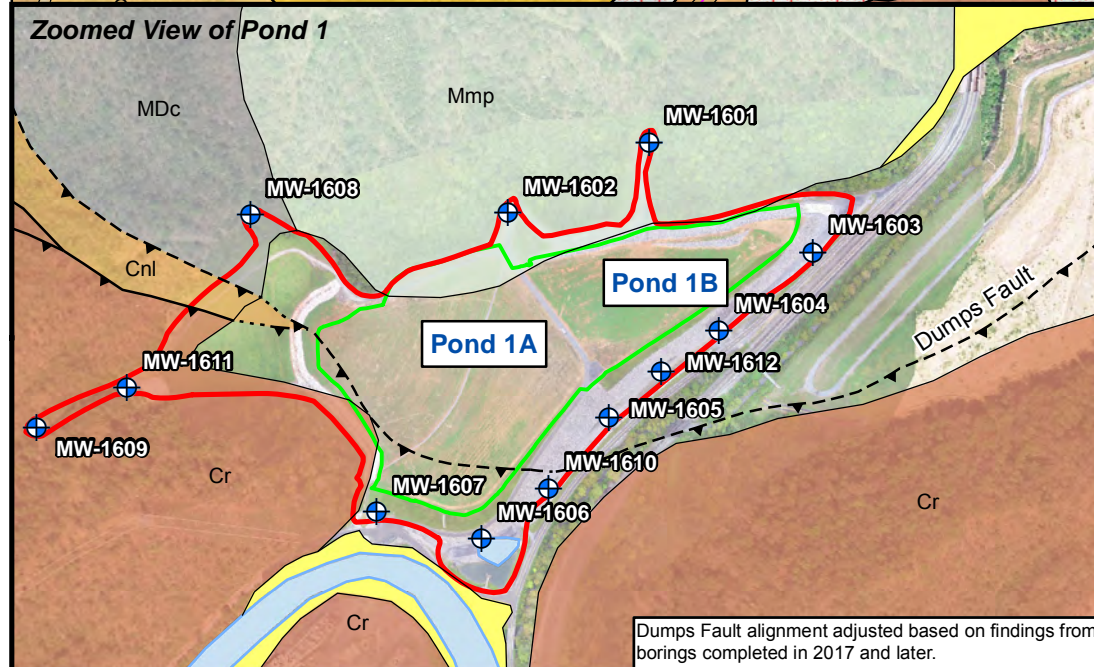 Zoomed View of Pond 1
MDc
Mmp
MW-1601
MW-1608
MW-1602
MW-1603
Cnl
Pond 1B
MW-1604
Dumps Fault
Pond 1A
MW-1612
MW-1611
MW-1605
MW-1609
MW-1610
Cr
MW-1607
Cr
MW-1606
Cr
Dumps Fault alignment adjusted based on findings from
borings completed in 2017 and later.